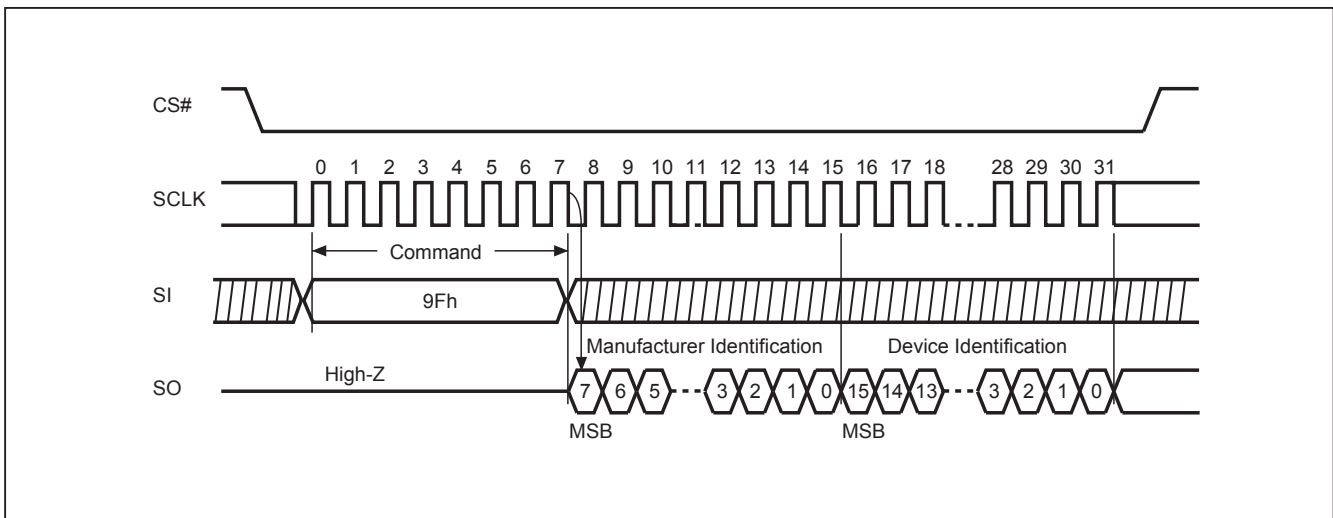 CS#
0 1 2 3 4 5 6 7 8 9 10 11 12 13 14 15 16 17 18 28 29 30 31
SCLK
Command
SI
9Fh
Manufacturer Identification Device Identification
High-Z
SO
7 6 5 3 2 1 0 15 14 13 3 2 1 0
MSB MSB